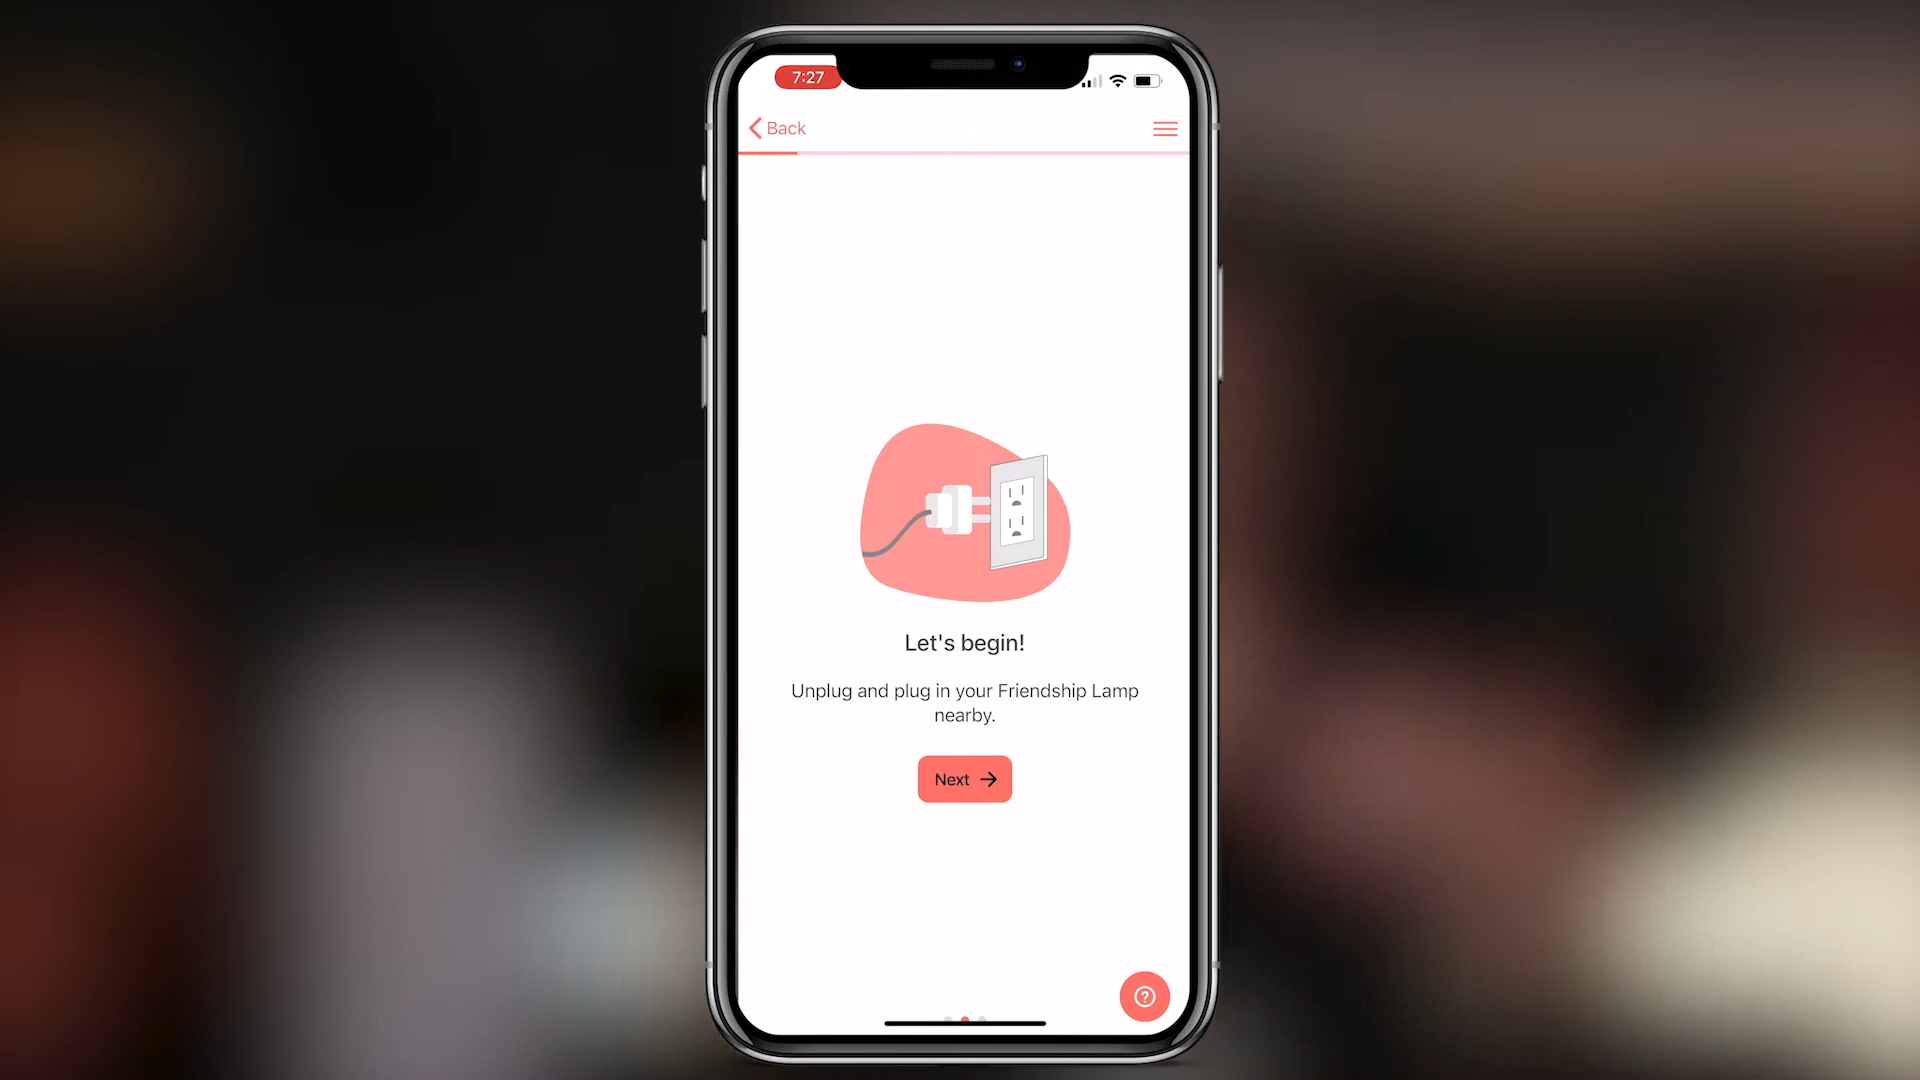 7:27
Back
Let's begin!
Unplug and plug in your Friendship Lamp
nearby.
Next
?